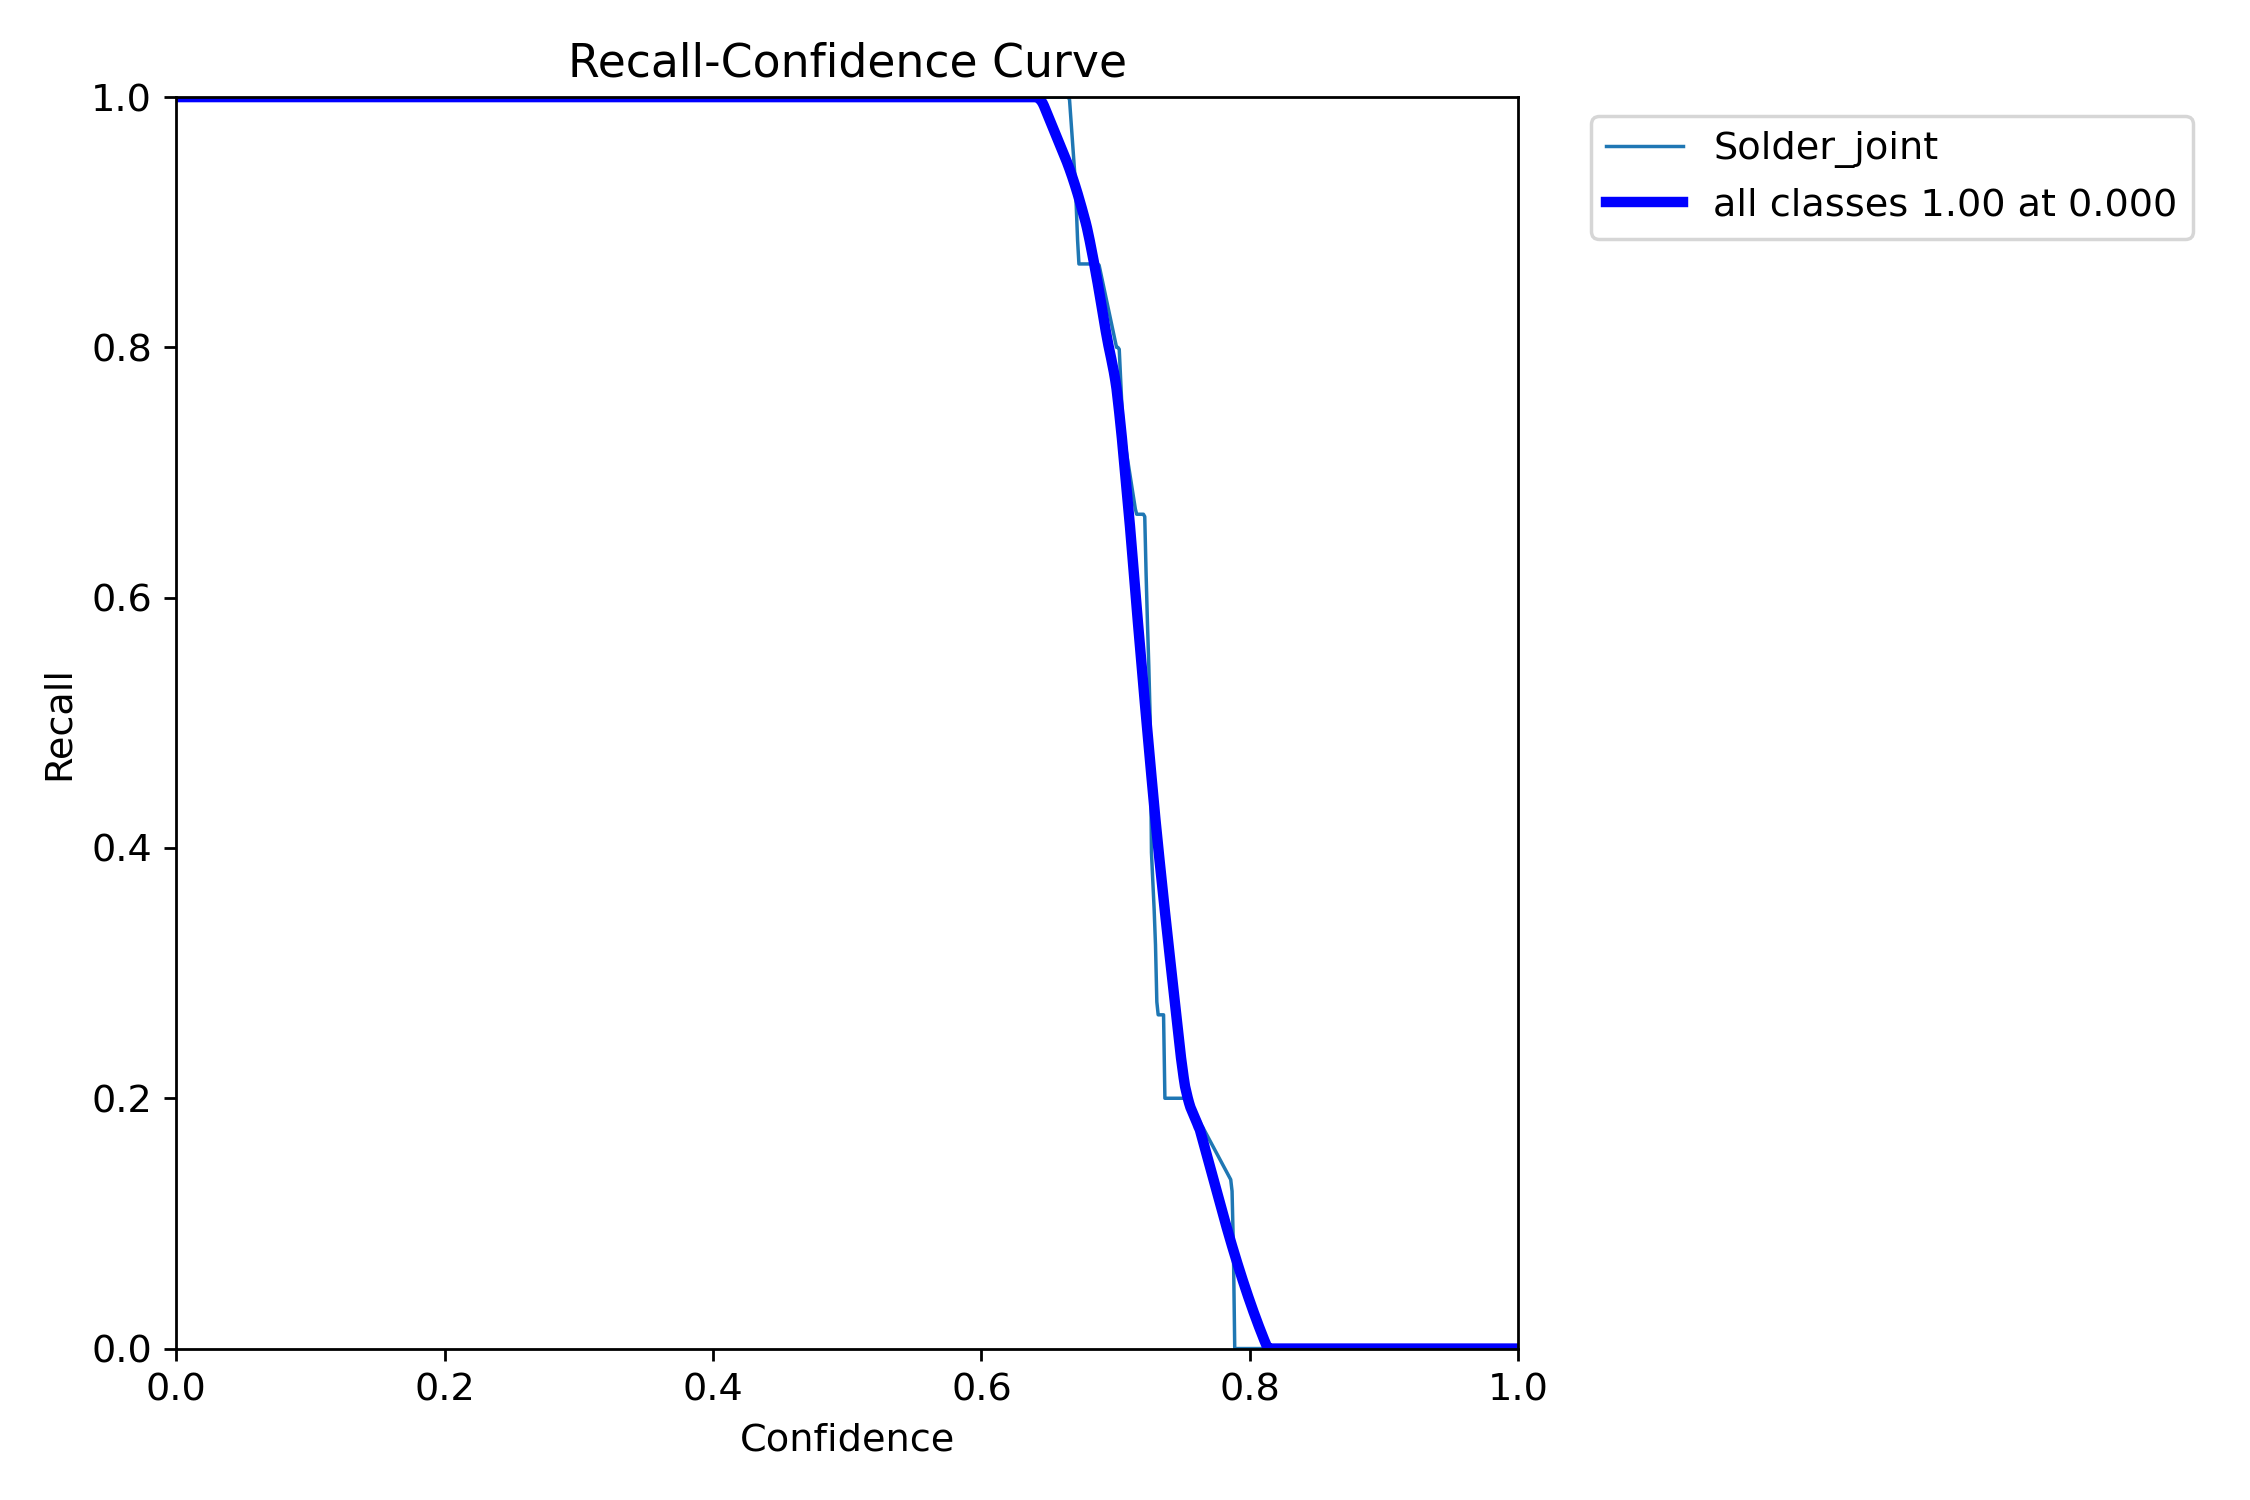 Recall-Confidence Curve
1.0
0.8
0.6
0.4
0.2
0.0
Recall
0.0 0.2 0.4 0.6 0.8 1.0
Confidence
Solder_joint
all classes 1.00 at 0.000